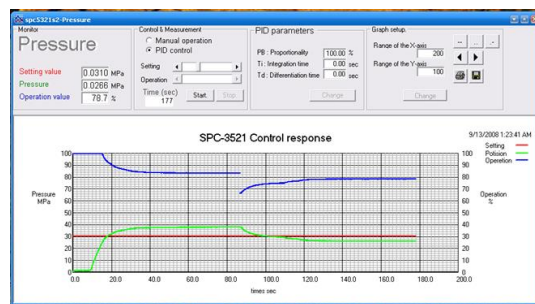 spc5321s2-Pressure
Monitor
Pressure
Setting value 0.0310 MPa
Pressure 0.0266 MPa
Operation value 78.7 %
Control & Measurement
Manual operation
PID control
Setting
Operation
Time (sec)
177
Start.
Stop
PID parameters
PB : Proportionality 100.00 %
Ti : Integration time 0.00 sec
Td : Differentiation time 0.00 sec
Change
Graph setup.
Range of the X-axis
200
Range of the Y-axis
100
Change
SPC-3521 Control response
9/13/2008 1:23:41 AM
Setting
Potision
Operetion
Pressure
MPa
100
90
80
70
60
50
40
30
20
10
0
100
90
80
70
60
50
40
30
20
10
0
Operation
%
0.0 20.0 40.0 60.0 80.0 100.0 120.0 140.0 160.0 180.0 200.0
times sec